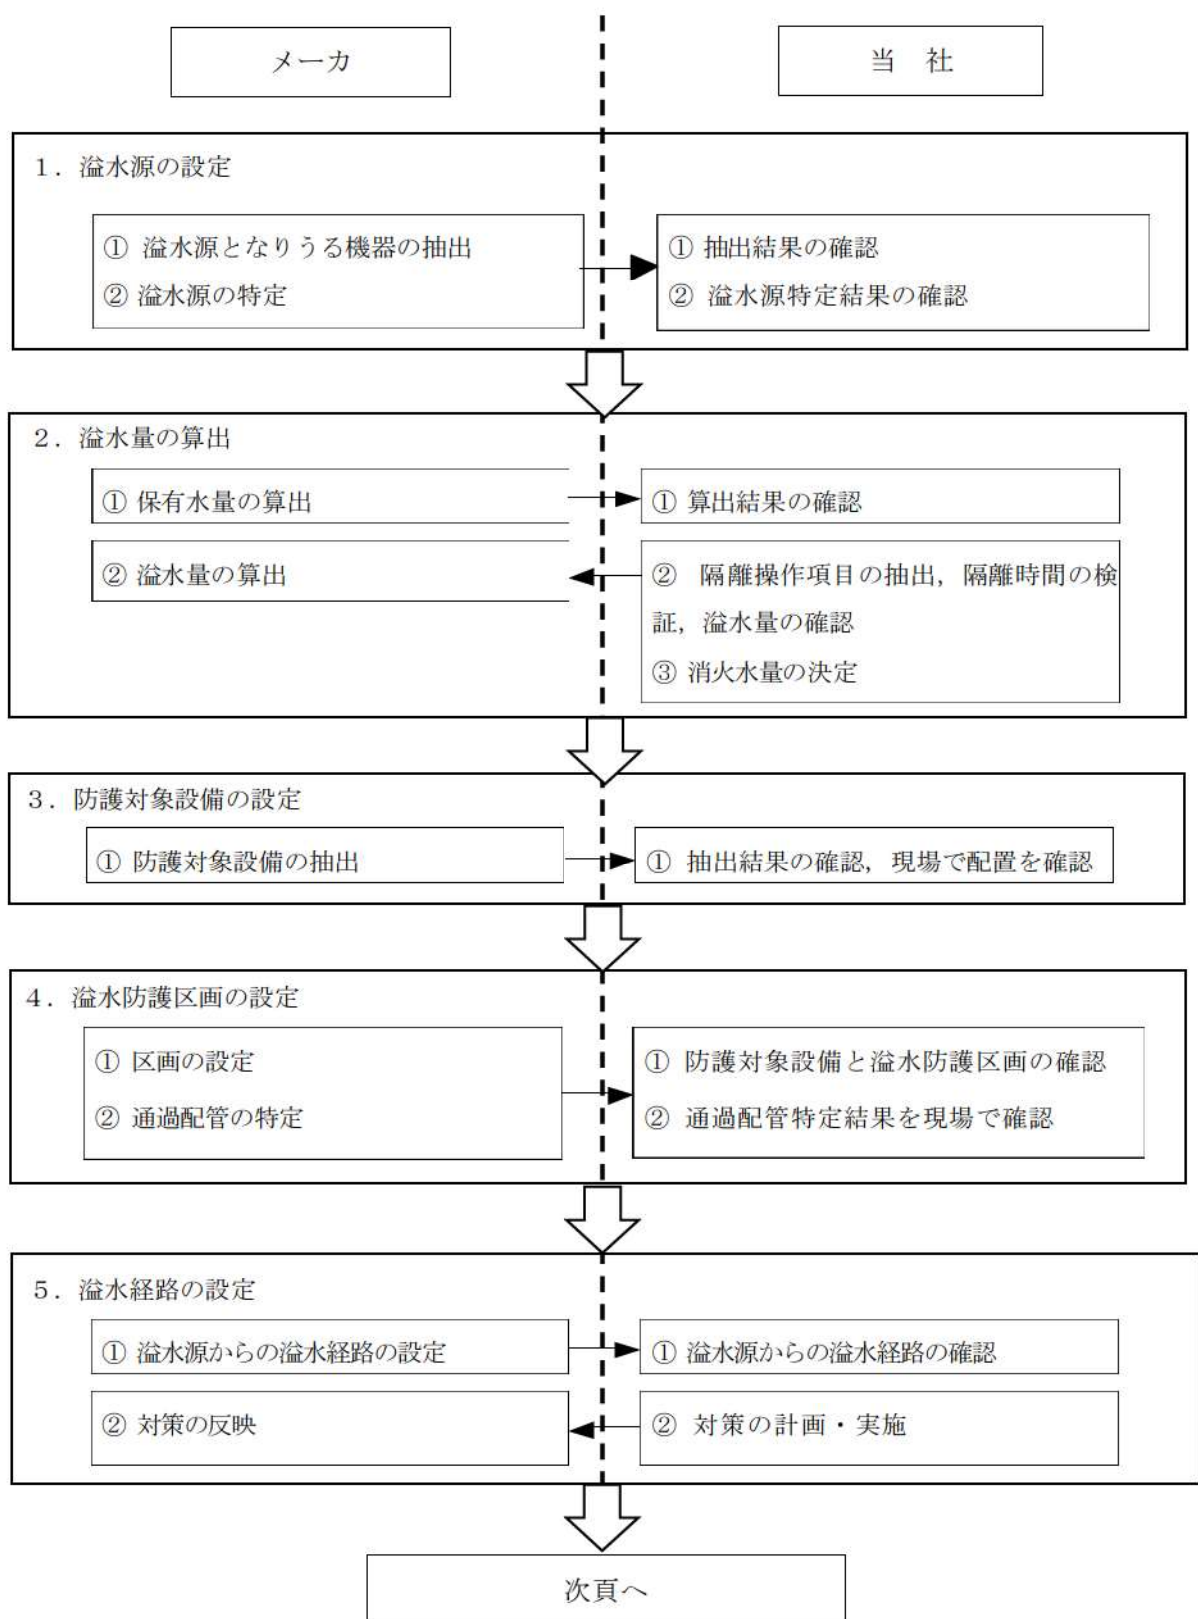 メーカ
当 社
1．溢水源の設定
① 溢水源となりうる機器の抽出
② 溢水源の特定
① 抽出結果の確認
② 溢水源特定結果の確認
2．溢水量の算出
① 保有水量の算出
① 算出結果の確認
② 溢水量の算出
② 隔離操作項目の抽出，隔離時間の検
証，溢水量の確認
③ 消火水量の決定
3．防護対象設備の設定
① 防護対象設備の抽出
① 抽出結果の確認，現場で配置を確認
4．溢水防護区画の設定
① 区画の設定
② 通過配管の特定
① 防護対象設備と溢水防護区画の確認
② 通過配管特定結果を現場で確認
5．溢水経路の設定
① 溢水源からの溢水経路の設定
① 溢水源からの溢水経路の確認
② 対策の反映
② 対策の計画・実施
次頁へ